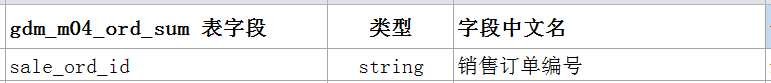 gdm_m04_ord_sum 表字段 类型 字段中文名
sale_ord_id string 销售订单编号